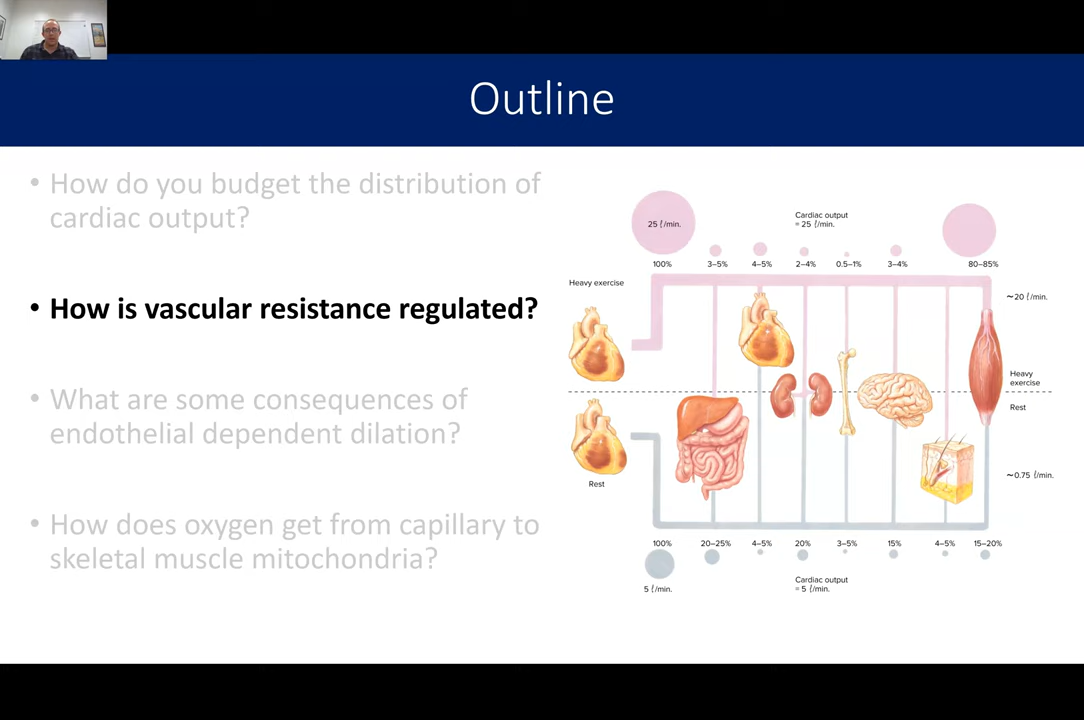 Outline
• How do you budget the distribution of
cardiac output?
• How is vascular resistance regulated?
• What are some consequences of
endothelial dependent dilation?
• How does oxygen get from capillary to
skeletal muscle mitochondria?
25 ℓ/min.
Cardiac output
= 25 ℓ/min.
100%
3–5%
4–5%
2–4%
0.5–1%
3–4%
80–85%
Heavy exercise
~20 ℓ/min.
Heavy
exercise
Rest
Rest
~0.75 ℓ/min.
100%
20–25%
4–5%
20%
3–5%
15%
4–5%
15–20%
5 ℓ/min.
Cardiac output
= 5 ℓ/min.